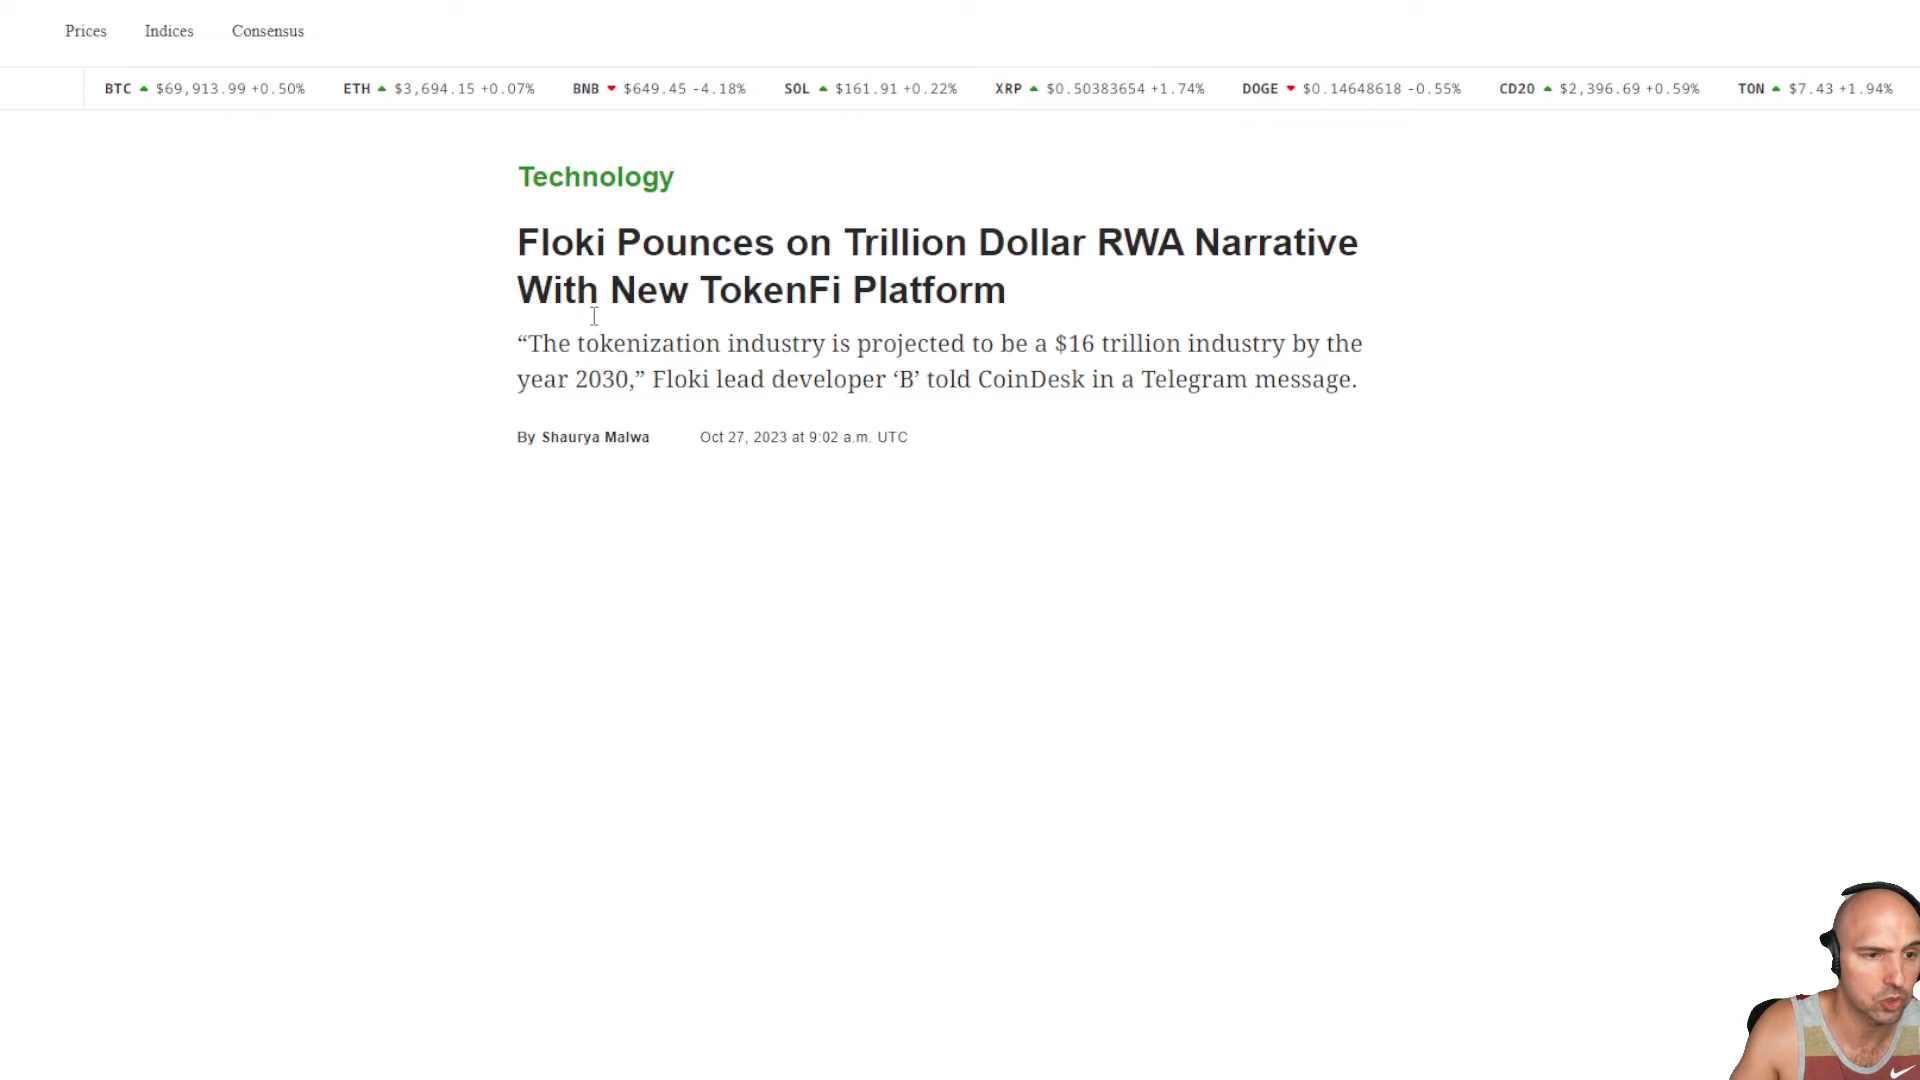 Prices Indices Consensus
BTC $69,913.99 +0.50% ETH $3,694.15 +0.07% BNB $649.45 -4.18% SOL $161.91 +0.22% XRP $0.50383654 +1.74% DOGE $0.14648618 -0.55% CD20 $2,396.69 +0.59% TON $7.43 +1.94%
Technology
Floki Pounces on Trillion Dollar RWA Narrative
With New TokenFi Platform
“The tokenization industry is projected to be a $16 trillion industry by the
year 2030,” Floki lead developer ‘B’ told CoinDesk in a Telegram message.
By Shaurya Malwa Oct 27, 2023 at 9:02 a.m. UTC